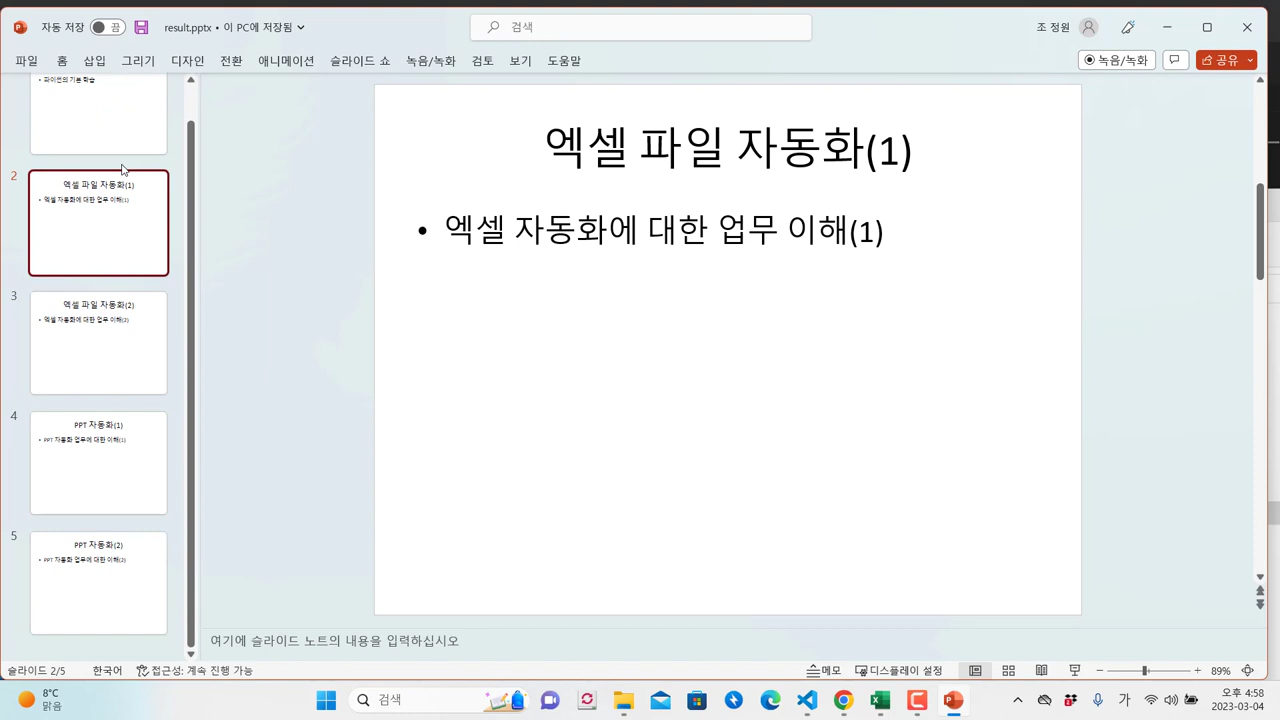 자동 저장 끔 result.pptx • 이 PC에 저장됨 검색 조 정원
파일 홈 삽입 그리기 디자인 전환 애니메이션 슬라이드 쇼 녹음/녹화 검토 보기 도움말 녹음/녹화 공유
• 파이썬의 기본 학습
2
엑셀 파일 자동화(1)
• 엑셀 자동화에 대한 업무 이해(1)
3
엑셀 파일 자동화(2)
• 엑셀 자동화에 대한 업무 이해(2)
4
PPT 자동화(1)
• PPT 자동화 업무에 대한 이해(1)
5
PPT 자동화(2)
• PPT 자동화 업무에 대한 이해(2)
엑셀 파일 자동화(1)
• 엑셀 자동화에 대한 업무 이해(1)
여기에 슬라이드 노트의 내용을 입력하십시오
슬라이드 2/5 한국어 접근성: 계속 진행 가능 메모 디스플레이 설정 89%
8°C
맑음
검색
가
오후 4:58
2023-03-04